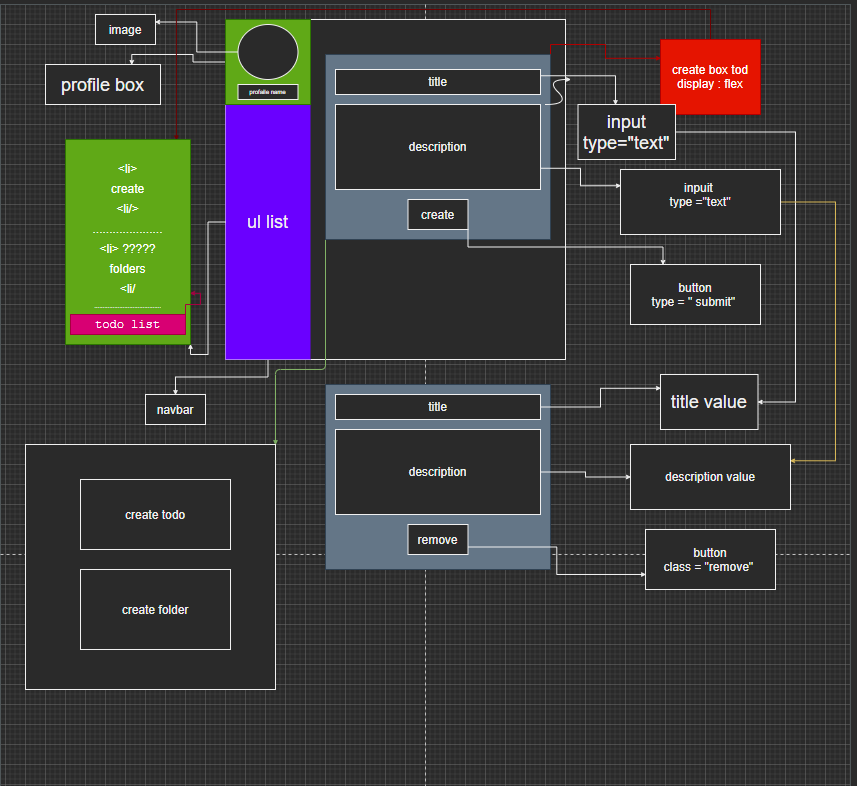 image
profile box
profaile name
title
description
create
ul list
create box tod
display : flex
input
type="text"
inpuit
type ="text"
button
type = " submit"
<li>
create
<li/>
.....................
<li> ?????
folders
<li/
todo list
navbar
title
description
remove
title value
description value
button
class = "remove"
create todo
create folder